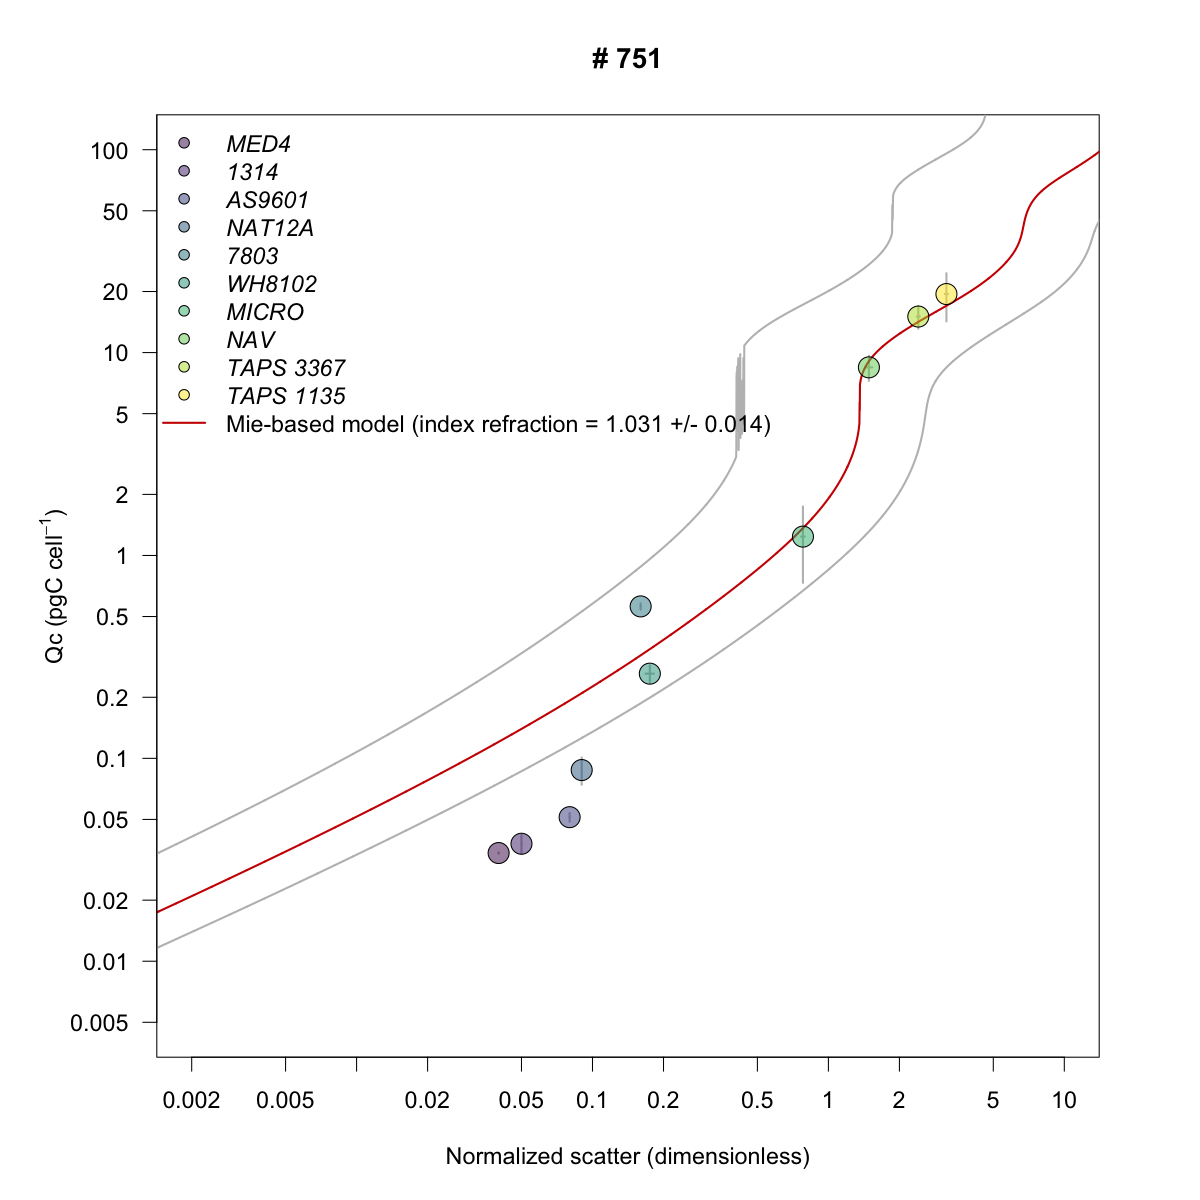 # 751
MED4
1314
AS9601
NAT12A
7803
WH8102
MICRO
NAV
TAPS 3367
TAPS 1135
Mie-based model (index refraction = 1.031 +/- 0.014)
Qc (pgC cell⁻¹)
100
50
20
10
5
2
1
0.5
0.2
0.1
0.05
0.02
0.01
0.005
0.002 0.005 0.02 0.05 0.1 0.2 0.5 1 2 5 10
Normalized scatter (dimensionless)